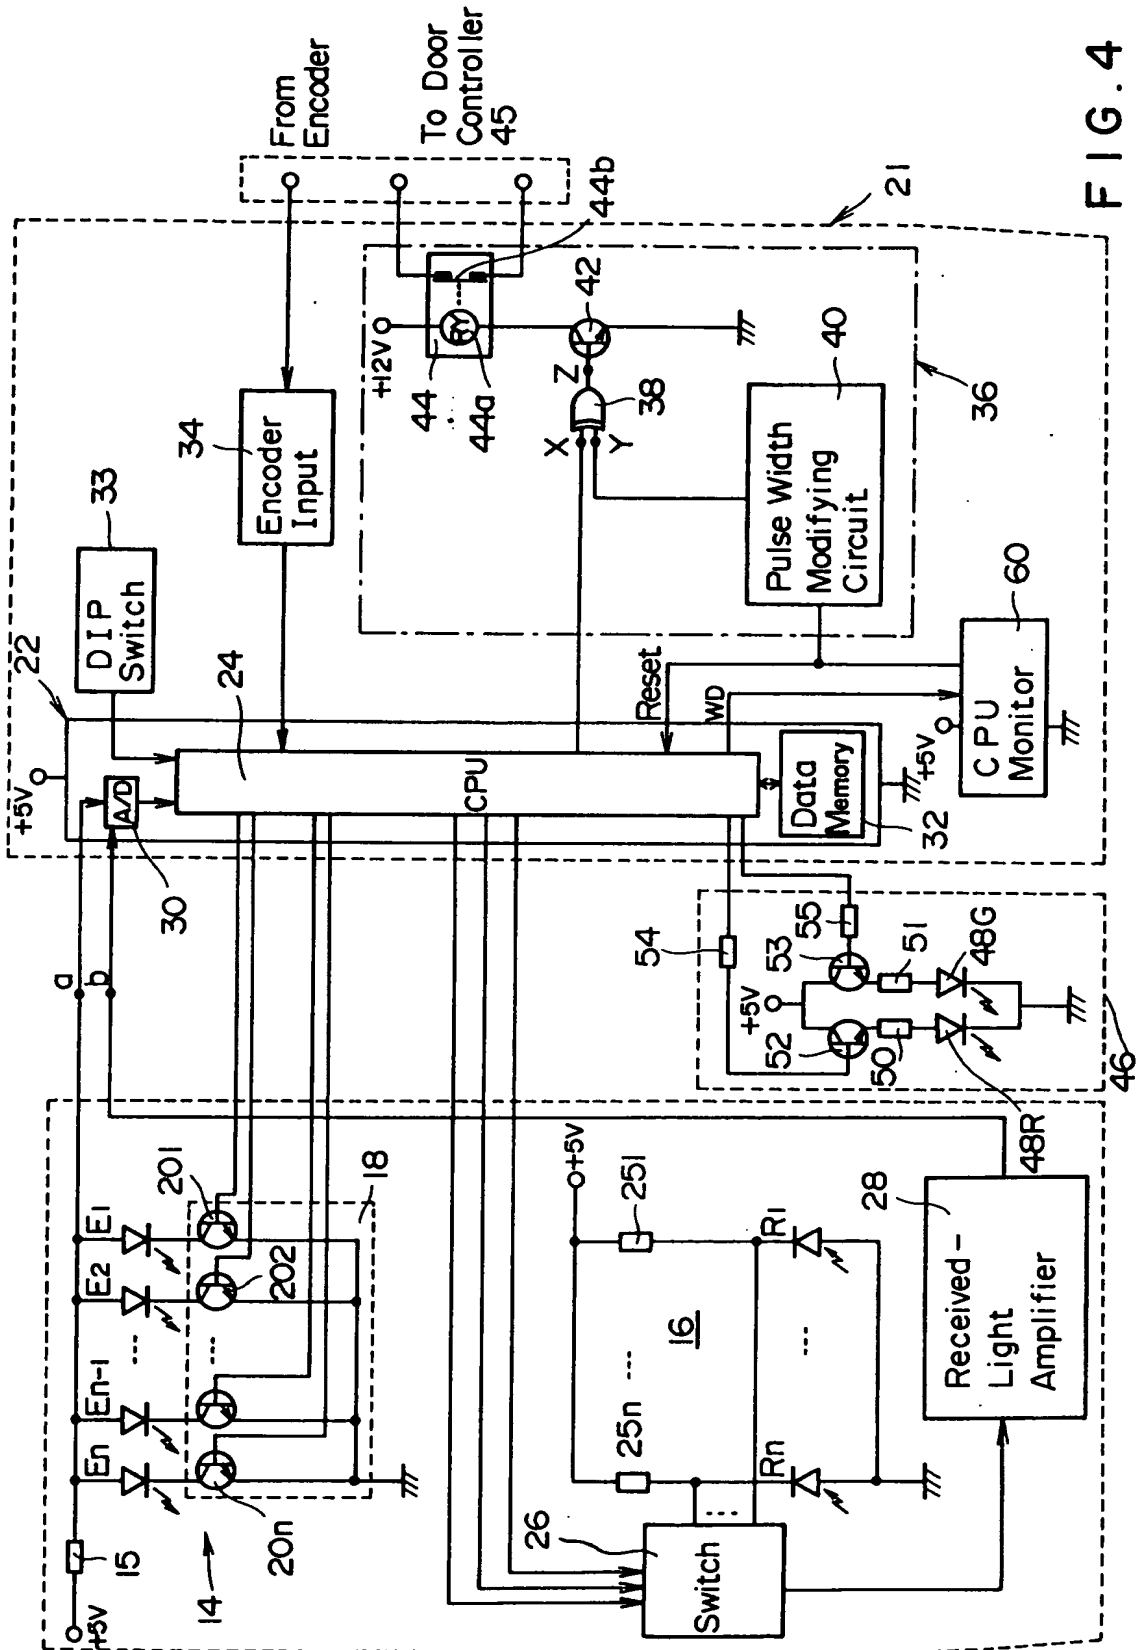 FIG. 4
From
Encoder
To Door
Controller
45
21
+5V
22
DIP
Switch
33
34
Encoder
Input
+12V
44
44a
RY
44b
42
Z
38
X
Y
40
Pulse Width
Modifying
Circuit
36
24
CPU
A/D
30
Reset
WD
Data
Memory
32
+5V
CPU
Monitor
60
a
b
54
+5V
52
53
55
50
51
48R
48G
46
+5V
15
14
En
En-1
E2
E1
20n
202
201
18
26
Switch
25n
251
+5V
16
Rn
R1
28
Received-
Light
Amplifier